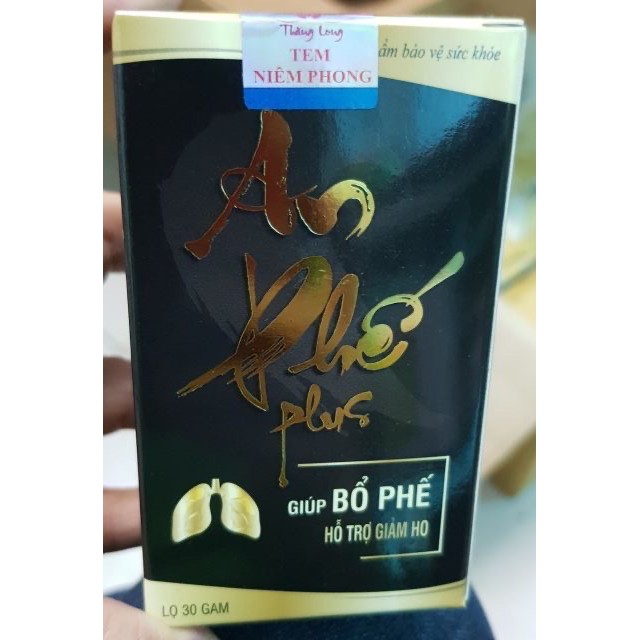 Thăng Long
TEM
NIÊM PHONG
ẩm bảo vệ sức khỏe
An
Phế
plus
GIÚP BỔ PHẾ
HỖ TRỢ GIẢM HO
LỌ 30 GAM